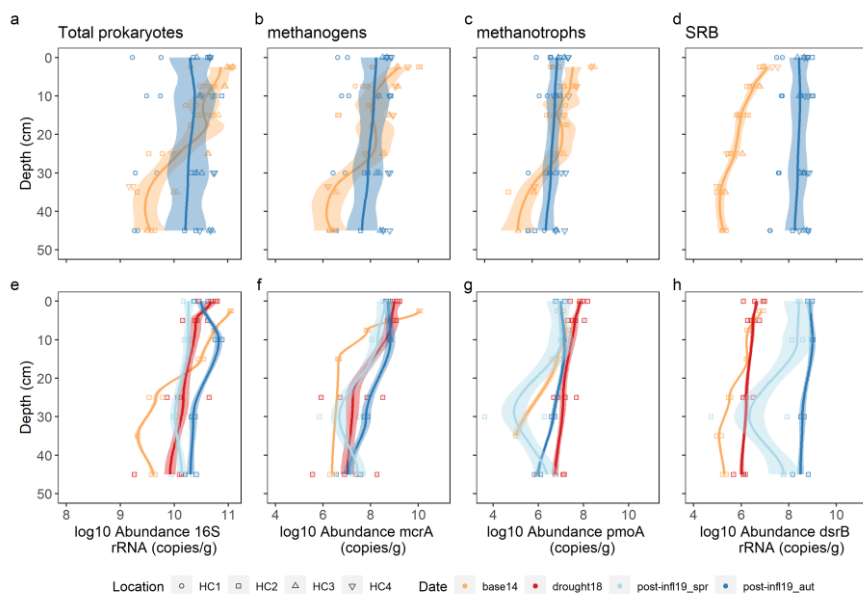 a
Total prokaryotes
b
methanogens
c
methanotrophs
d
SRB
Depth (cm)
0
10
20
30
40
50
e
f
g
h
Depth (cm)
0
10
20
30
40
50
8 9 10 11
4 6 8 10
4 6 8 10
4 6 8 10
log10 Abundance 16S
rRNA (copies/g)
log10 Abundance mcrA
(copies/g)
log10 Abundance pmoA
(copies/g)
log10 Abundance dsrB
rRNA (copies/g)
Location HC1 HC2 HC3 HC4 Date base14 drought18 post-infl19_spr post-infl19_aut